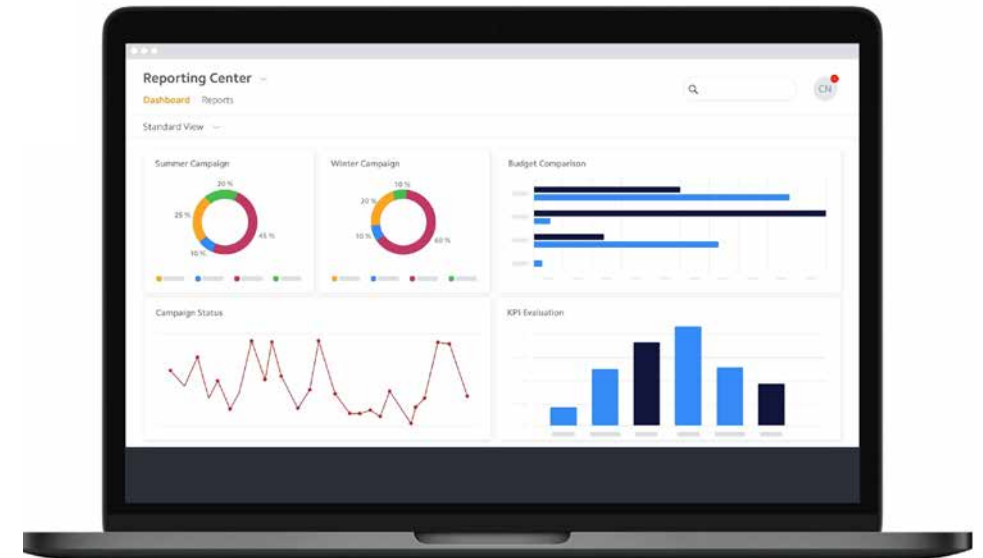 Reporting Center
Dashboard Reports
CN
Standard View
Summer Campaign
20 %
25 %
45 %
10 %
Winter Campaign
10 %
20 %
10 %
60 %
Budget Comparison
Campaign Status
KPI Evaluation